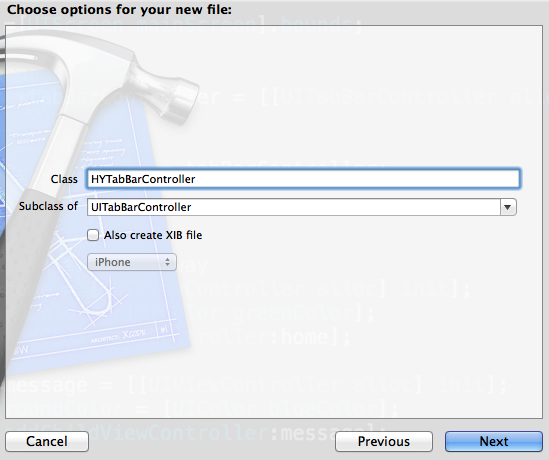 Choose options for your new file:
Class
HYTabBarController
Subclass of
UITabBarController
Also create XIB file
iPhone
Cancel
Previous
Next